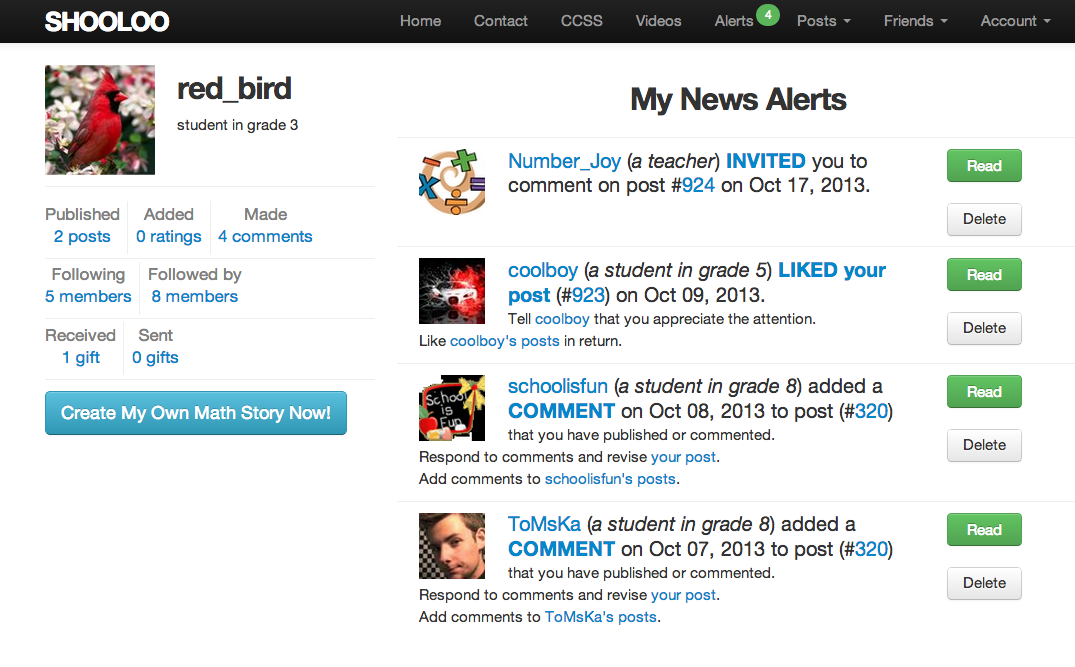 SHOOLOO
Home Contact CCSS Videos Alerts 4 Posts Friends Account
red_bird
student in grade 3
Published Added Made
2 posts 0 ratings 4 comments
Following Followed by
5 members 8 members
Received Sent
1 gift 0 gifts
Create My Own Math Story Now!
My News Alerts
Number_Joy (a teacher) INVITED you to
comment on post #924 on Oct 17, 2013.
Read
Delete
coolboy (a student in grade 5) LIKED your
post (#923) on Oct 09, 2013.
Tell coolboy that you appreciate the attention.
Like coolboy's posts in return.
Read
Delete
School
is
Fun
schoolisfun (a student in grade 8) added a
COMMENT on Oct 08, 2013 to post (#320)
that you have published or commented.
Respond to comments and revise your post.
Add comments to schoolisfun's posts.
Read
Delete
ToMsKa (a student in grade 8) added a
COMMENT on Oct 07, 2013 to post (#320)
that you have published or commented.
Respond to comments and revise your post.
Add comments to ToMsKa's posts.
Read
Delete